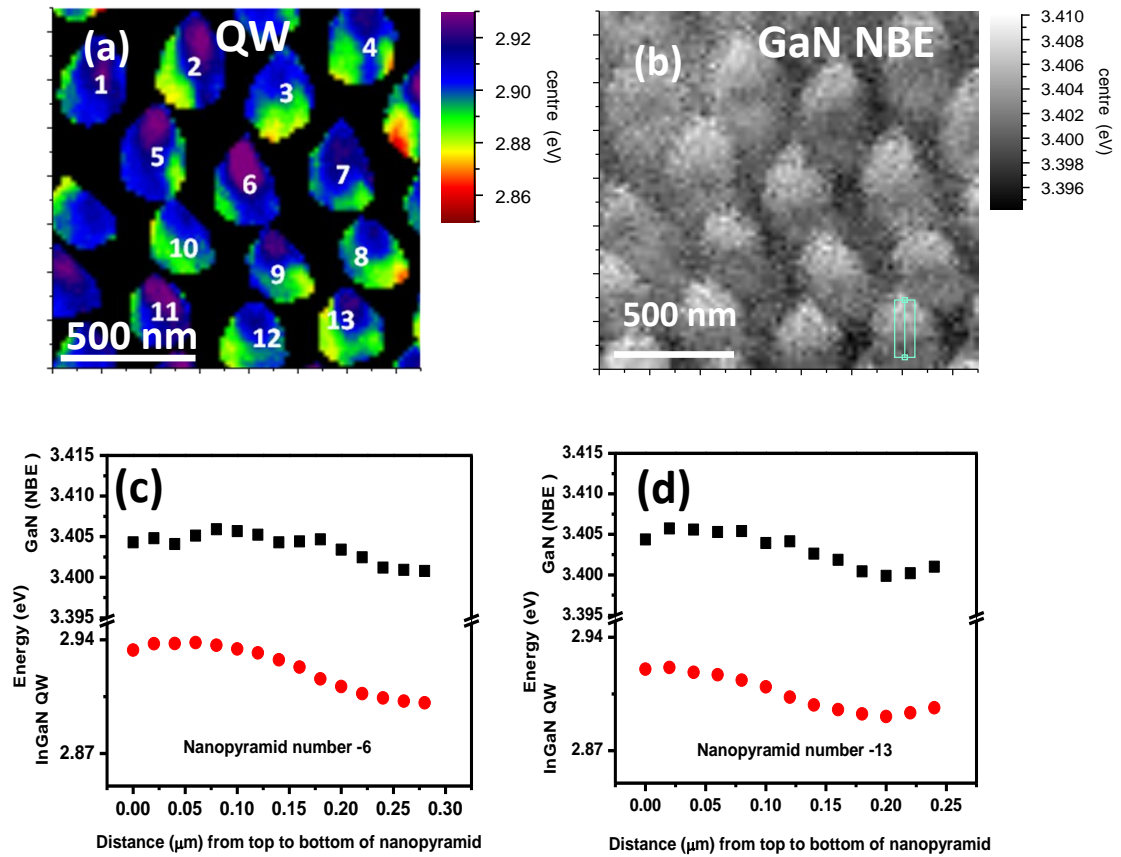 (a) QW
1
2
3
4
5
6
7
8
9
10
11
12
13
500 nm
2.92
2.90
2.88
2.86
centre (eV)
(b) GaN NBE
500 nm
3.410
3.408
3.406
3.404
3.402
3.400
3.398
3.396
centre (eV)
(c)
3.415
3.410
3.405
3.400
3.395
2.94
2.87
GaN (NBE )
Energy (eV)
InGaN QW
Nanopyramid number -6
0.00 0.05 0.10 0.15 0.20 0.25 0.30
Distance (μm) from top to bottom of nanopyramid
(d)
3.415
3.410
3.405
3.400
3.395
2.94
2.87
GaN (NBE)
Energy (eV)
InGaN QW
Nanopyramid number -13
0.00 0.05 0.10 0.15 0.20 0.25
Distance (μm) from top to bottom of nanopyramid